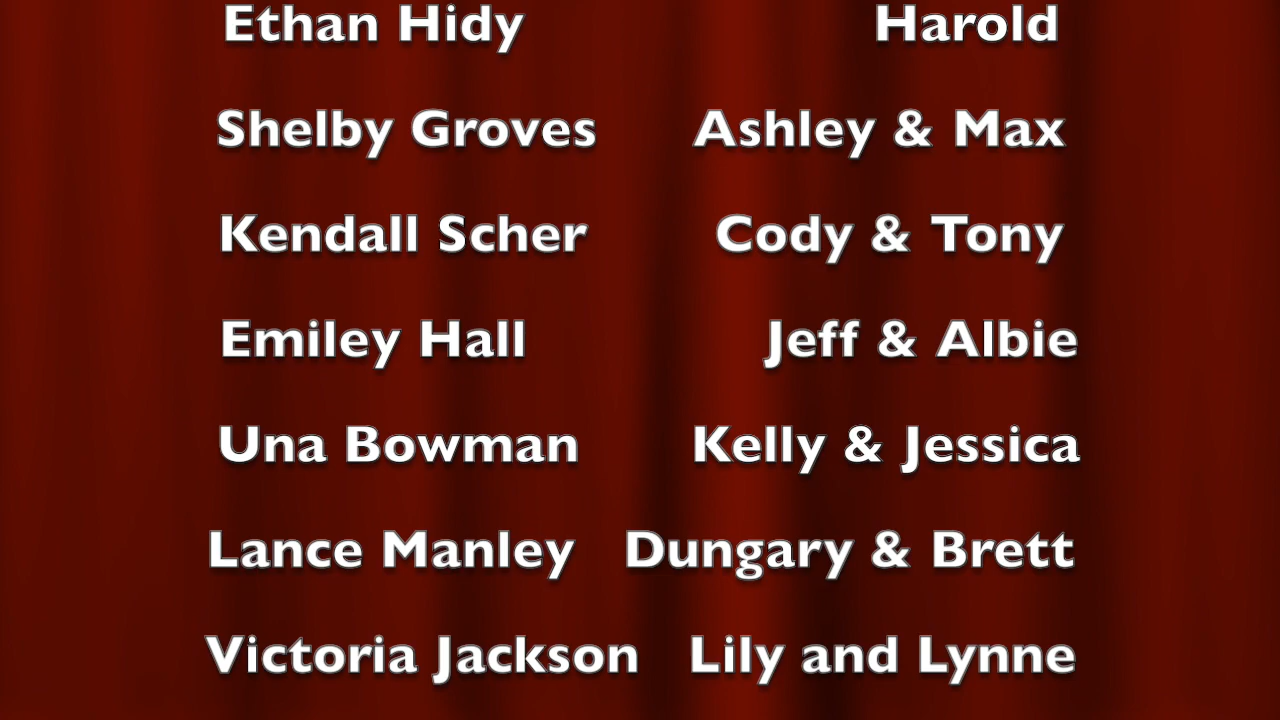 Ethan Hidy Harold
Shelby Groves Ashley & Max
Kendall Scher Cody & Tony
Emiley Hall Jeff & Albie
Una Bowman Kelly & Jessica
Lance Manley Dungary & Brett
Victoria Jackson Lily and Lynne